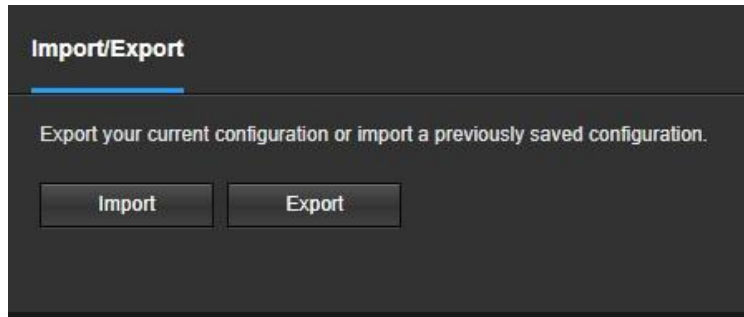 Import/Export
Export your current configuration or import a previously saved configuration.
Import Export